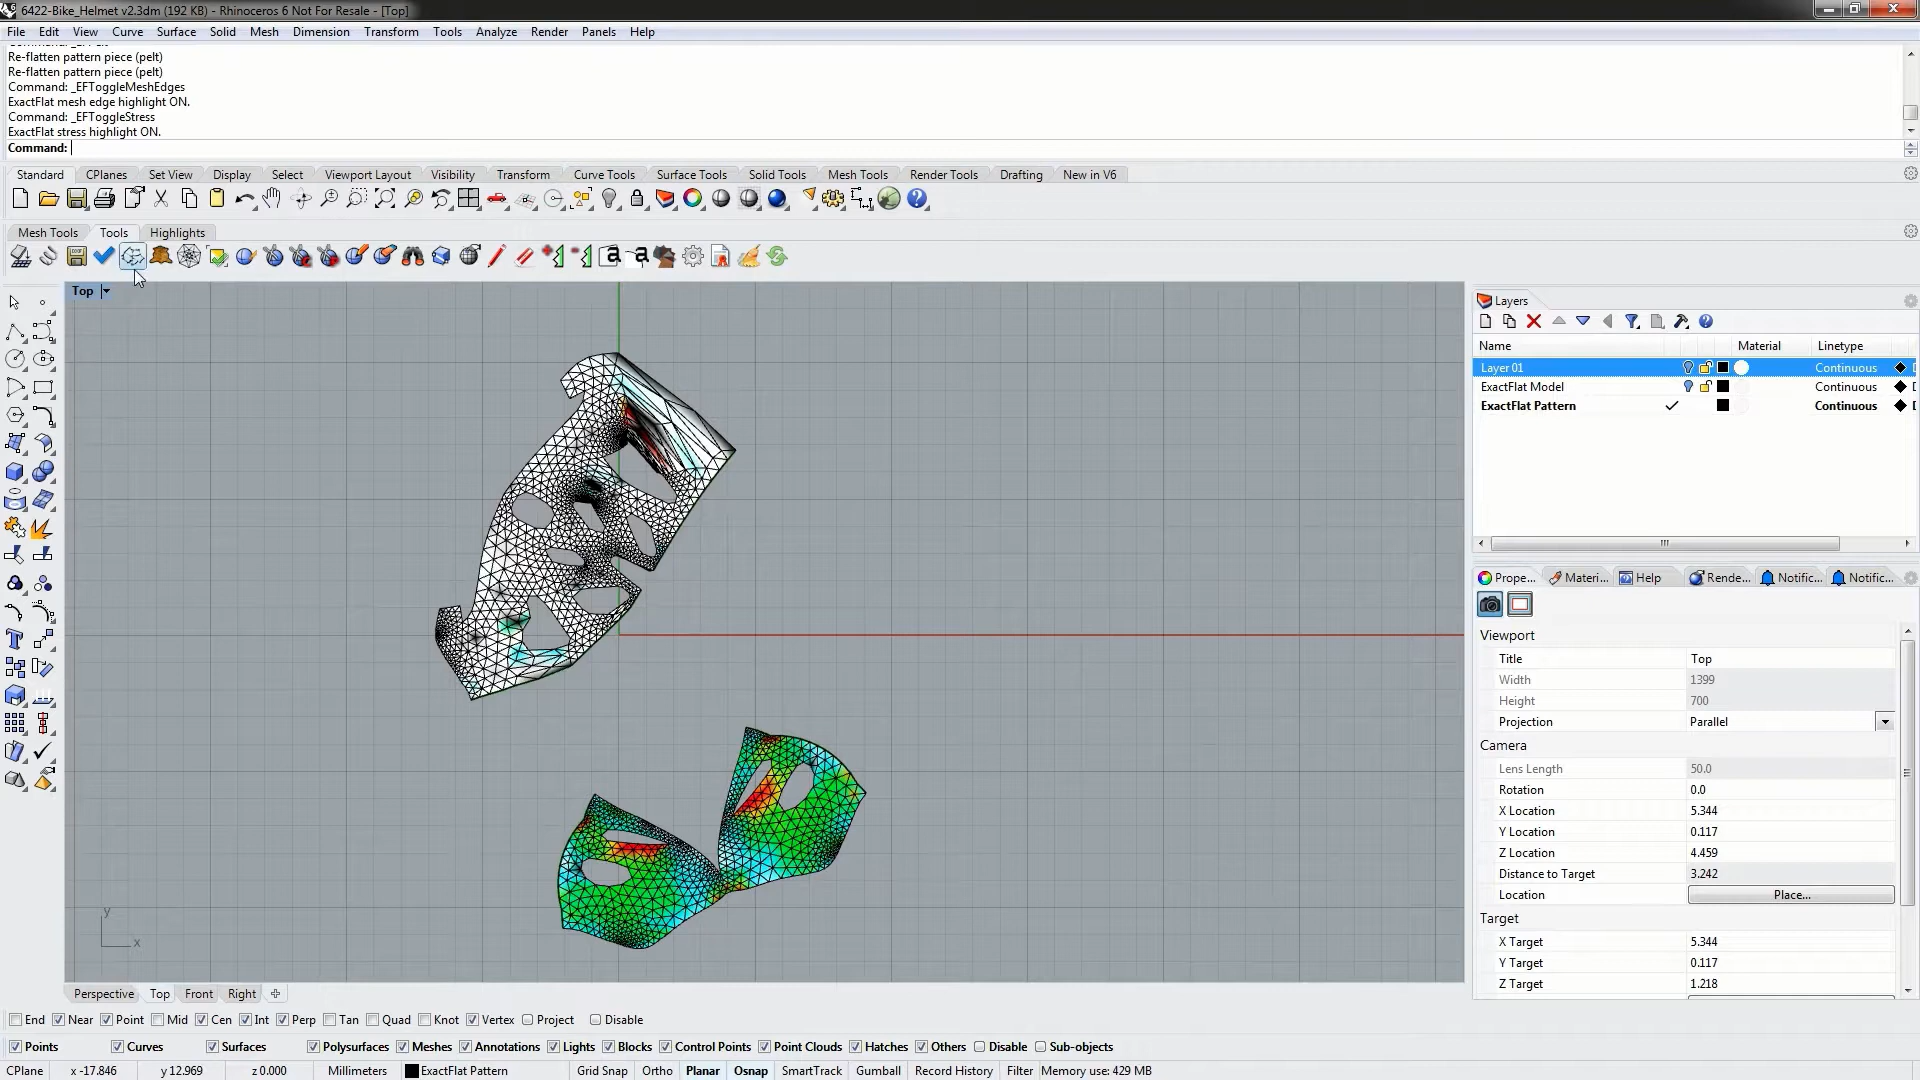 6422-Bike_Helmet v2.3dm (192 KB) - Rhinoceros 6 Not For Resale - [Top]
File Edit View Curve Surface Solid Mesh Dimension Transform Tools Analyze Render Panels Help
Re-flatten pattern piece (pelt)
Re-flatten pattern piece (pelt)
Command: _EFToggleMeshEdges
ExactFlat mesh edge highlight ON.
Command: _EFToggleStress
ExactFlat stress highlight ON.
Command:
Standard CPlanes Set View Display Select Viewport Layout Visibility Transform Curve Tools Surface Tools Solid Tools Mesh Tools Render Tools Drafting New in V6
Mesh Tools Tools Highlights
a a
Top
Layers
Name Material Linetype
Layer 01 Continuous
ExactFlat Model Continuous
ExactFlat Pattern Continuous
Prope... Materi... Help Rende... Notific... Notific...
Viewport
Title Top
Width 1399
Height 700
Projection Parallel
Camera
Lens Length 50.0
Rotation 0.0
X Location 5.344
Y Location 0.117
Z Location 4.459
Distance to Target 3.242
Location Place...
Target
X Target 5.344
Y Target 0.117
Z Target 1.218
y
x
Perspective Top Front Right
End Near Point Mid Cen Int Perp Tan Quad Knot Vertex Project Disable
Points Curves Surfaces Polysurfaces Meshes Annotations Lights Blocks Control Points Point Clouds Hatches Others Disable Sub-objects
CPlane x -17.846 y 12.969 z 0.000 Millimeters ExactFlat Pattern Grid Snap Ortho Planar Osnap SmartTrack Gumball Record History Filter Memory use: 429 MB